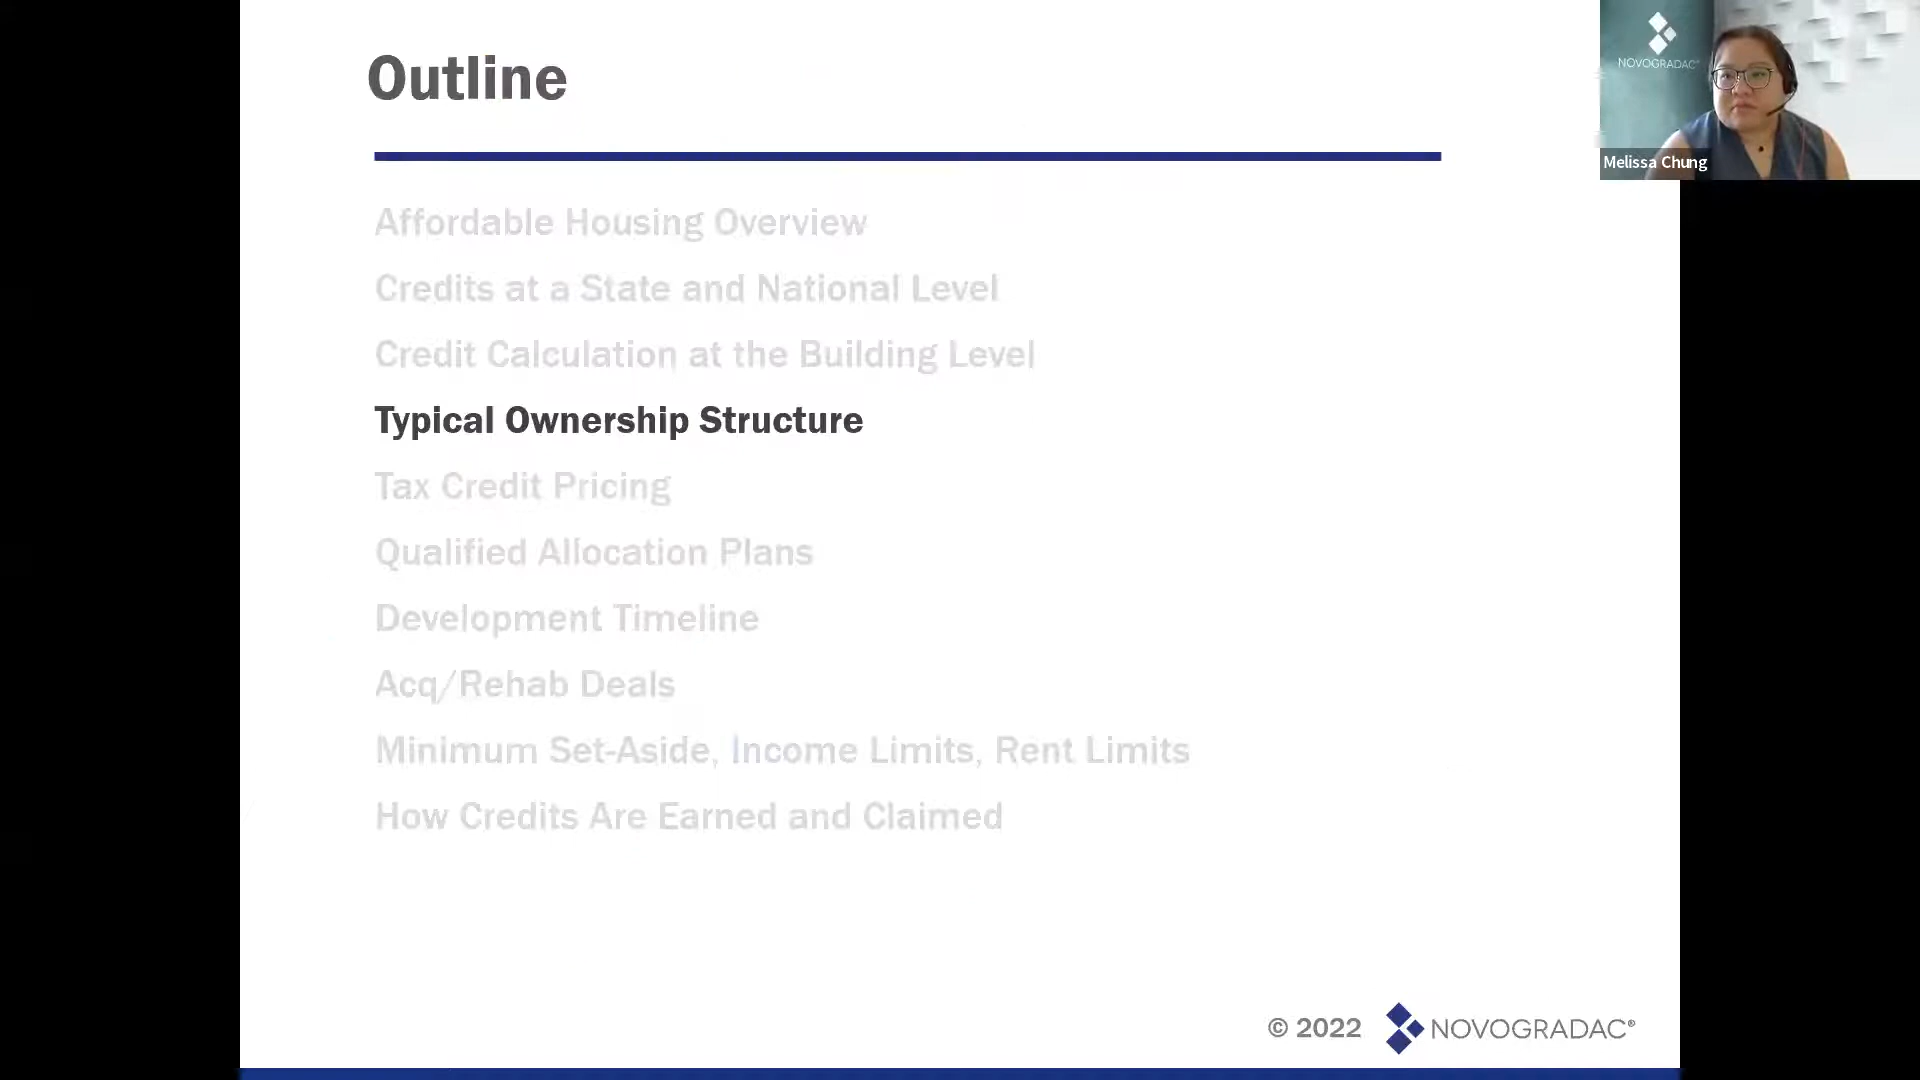 Outline
NOVOGRADAC
Melissa Chung
Affordable Housing Overview
Credits at a State and National Level
Credit Calculation at the Building Level
Typical Ownership Structure
Tax Credit Pricing
Qualified Allocation Plans
Development Timeline
Acq/Rehab Deals
Minimum Set-Aside, Income Limits, Rent Limits
How Credits Are Earned and Claimed
© 2022 NOVOGRADAC®